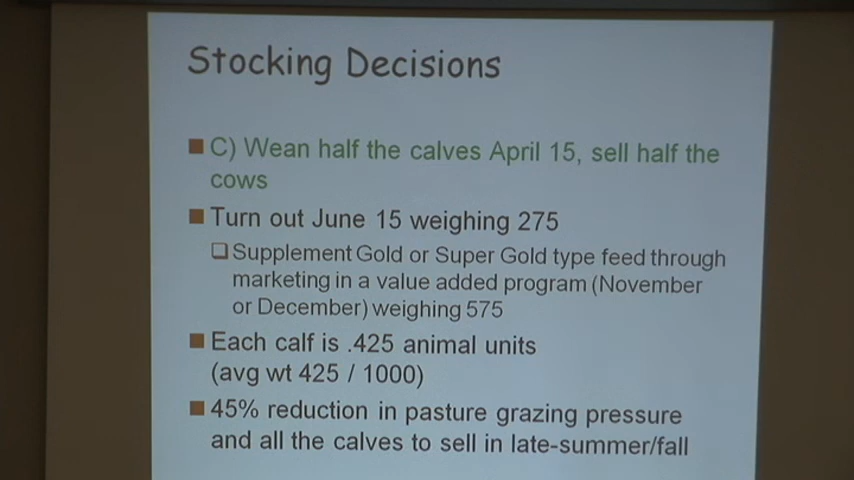 Stocking Decisions
C) Wean half the calves April 15, sell half the
cows
Turn out June 15 weighing 275
Supplement Gold or Super Gold type feed through
marketing in a value added program (November
or December) weighing 575
Each calf is .425 animal units
(avg wt 425 / 1000)
45% reduction in pasture grazing pressure
and all the calves to sell in late-summer/fall